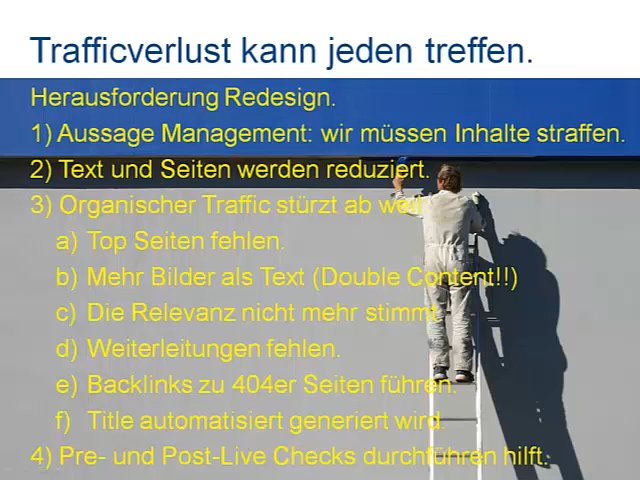 Trafficverlust kann jeden treffen.
Herausforderung Redesign.
1) Aussage Management: wir müssen Inhalte straffen.
2) Text und Seiten werden reduziert.
3) Organischer Traffic stürzt ab weil
a) Top Seiten fehlen.
b) Mehr Bilder als Text (Double Content!!)
c) Die Relevanz nicht mehr stimmt.
d) Weiterleitungen fehlen.
e) Backlinks zu 404er Seiten führen.
f) Title automatisiert generiert wird.
4) Pre- und Post-Live Checks durchführen hilft.